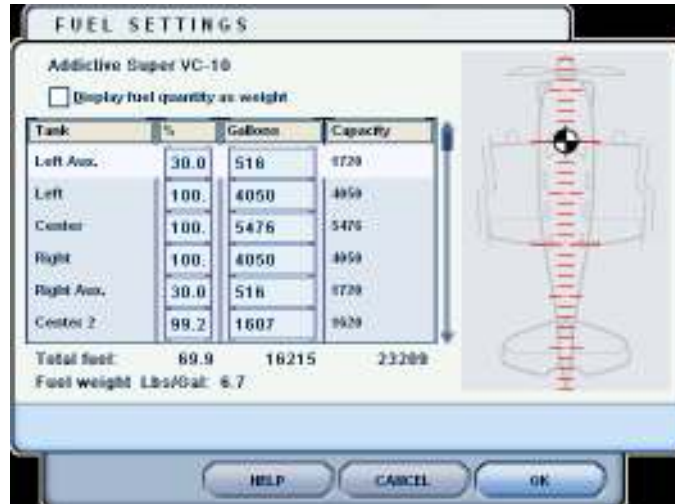 FUEL SETTINGS
Addictive Super VC-10
Display fuel quantity as weight
Tank % Gallons Capacity
Left Aux. 30.0 516 1720
Left 100. 4050 4050
Center 100. 5476 5476
Right 100. 4050 4050
Right Aux. 30.0 516 1720
Center 2 99.2 1607 1620
Total fuel: 69.9 16215 23209
Fuel weight Lbs/Gal: 6.7
HELP CANCEL OK